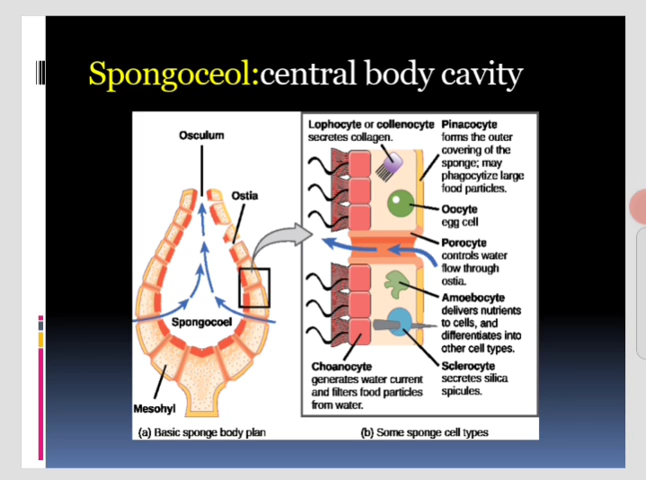 Spongoceol:central body cavity
Osculum
Ostia
Spongocoel
Mesohyl
(a) Basic sponge body plan
Lophocyte or collenocyte
secretes collagen.
Pinacocyte
forms the outer
covering of the
sponge; may
phagocytize large
food particles.
Oocyte
egg cell
Porocyte
controls water
flow through
ostia.
Amoebocyte
delivers nutrients
to cells, and
differentiates into
other cell types.
Choanocyte
generates water current
and filters food particles
from water.
Sclerocyte
secretes silica
spicules.
(b) Some sponge cell types